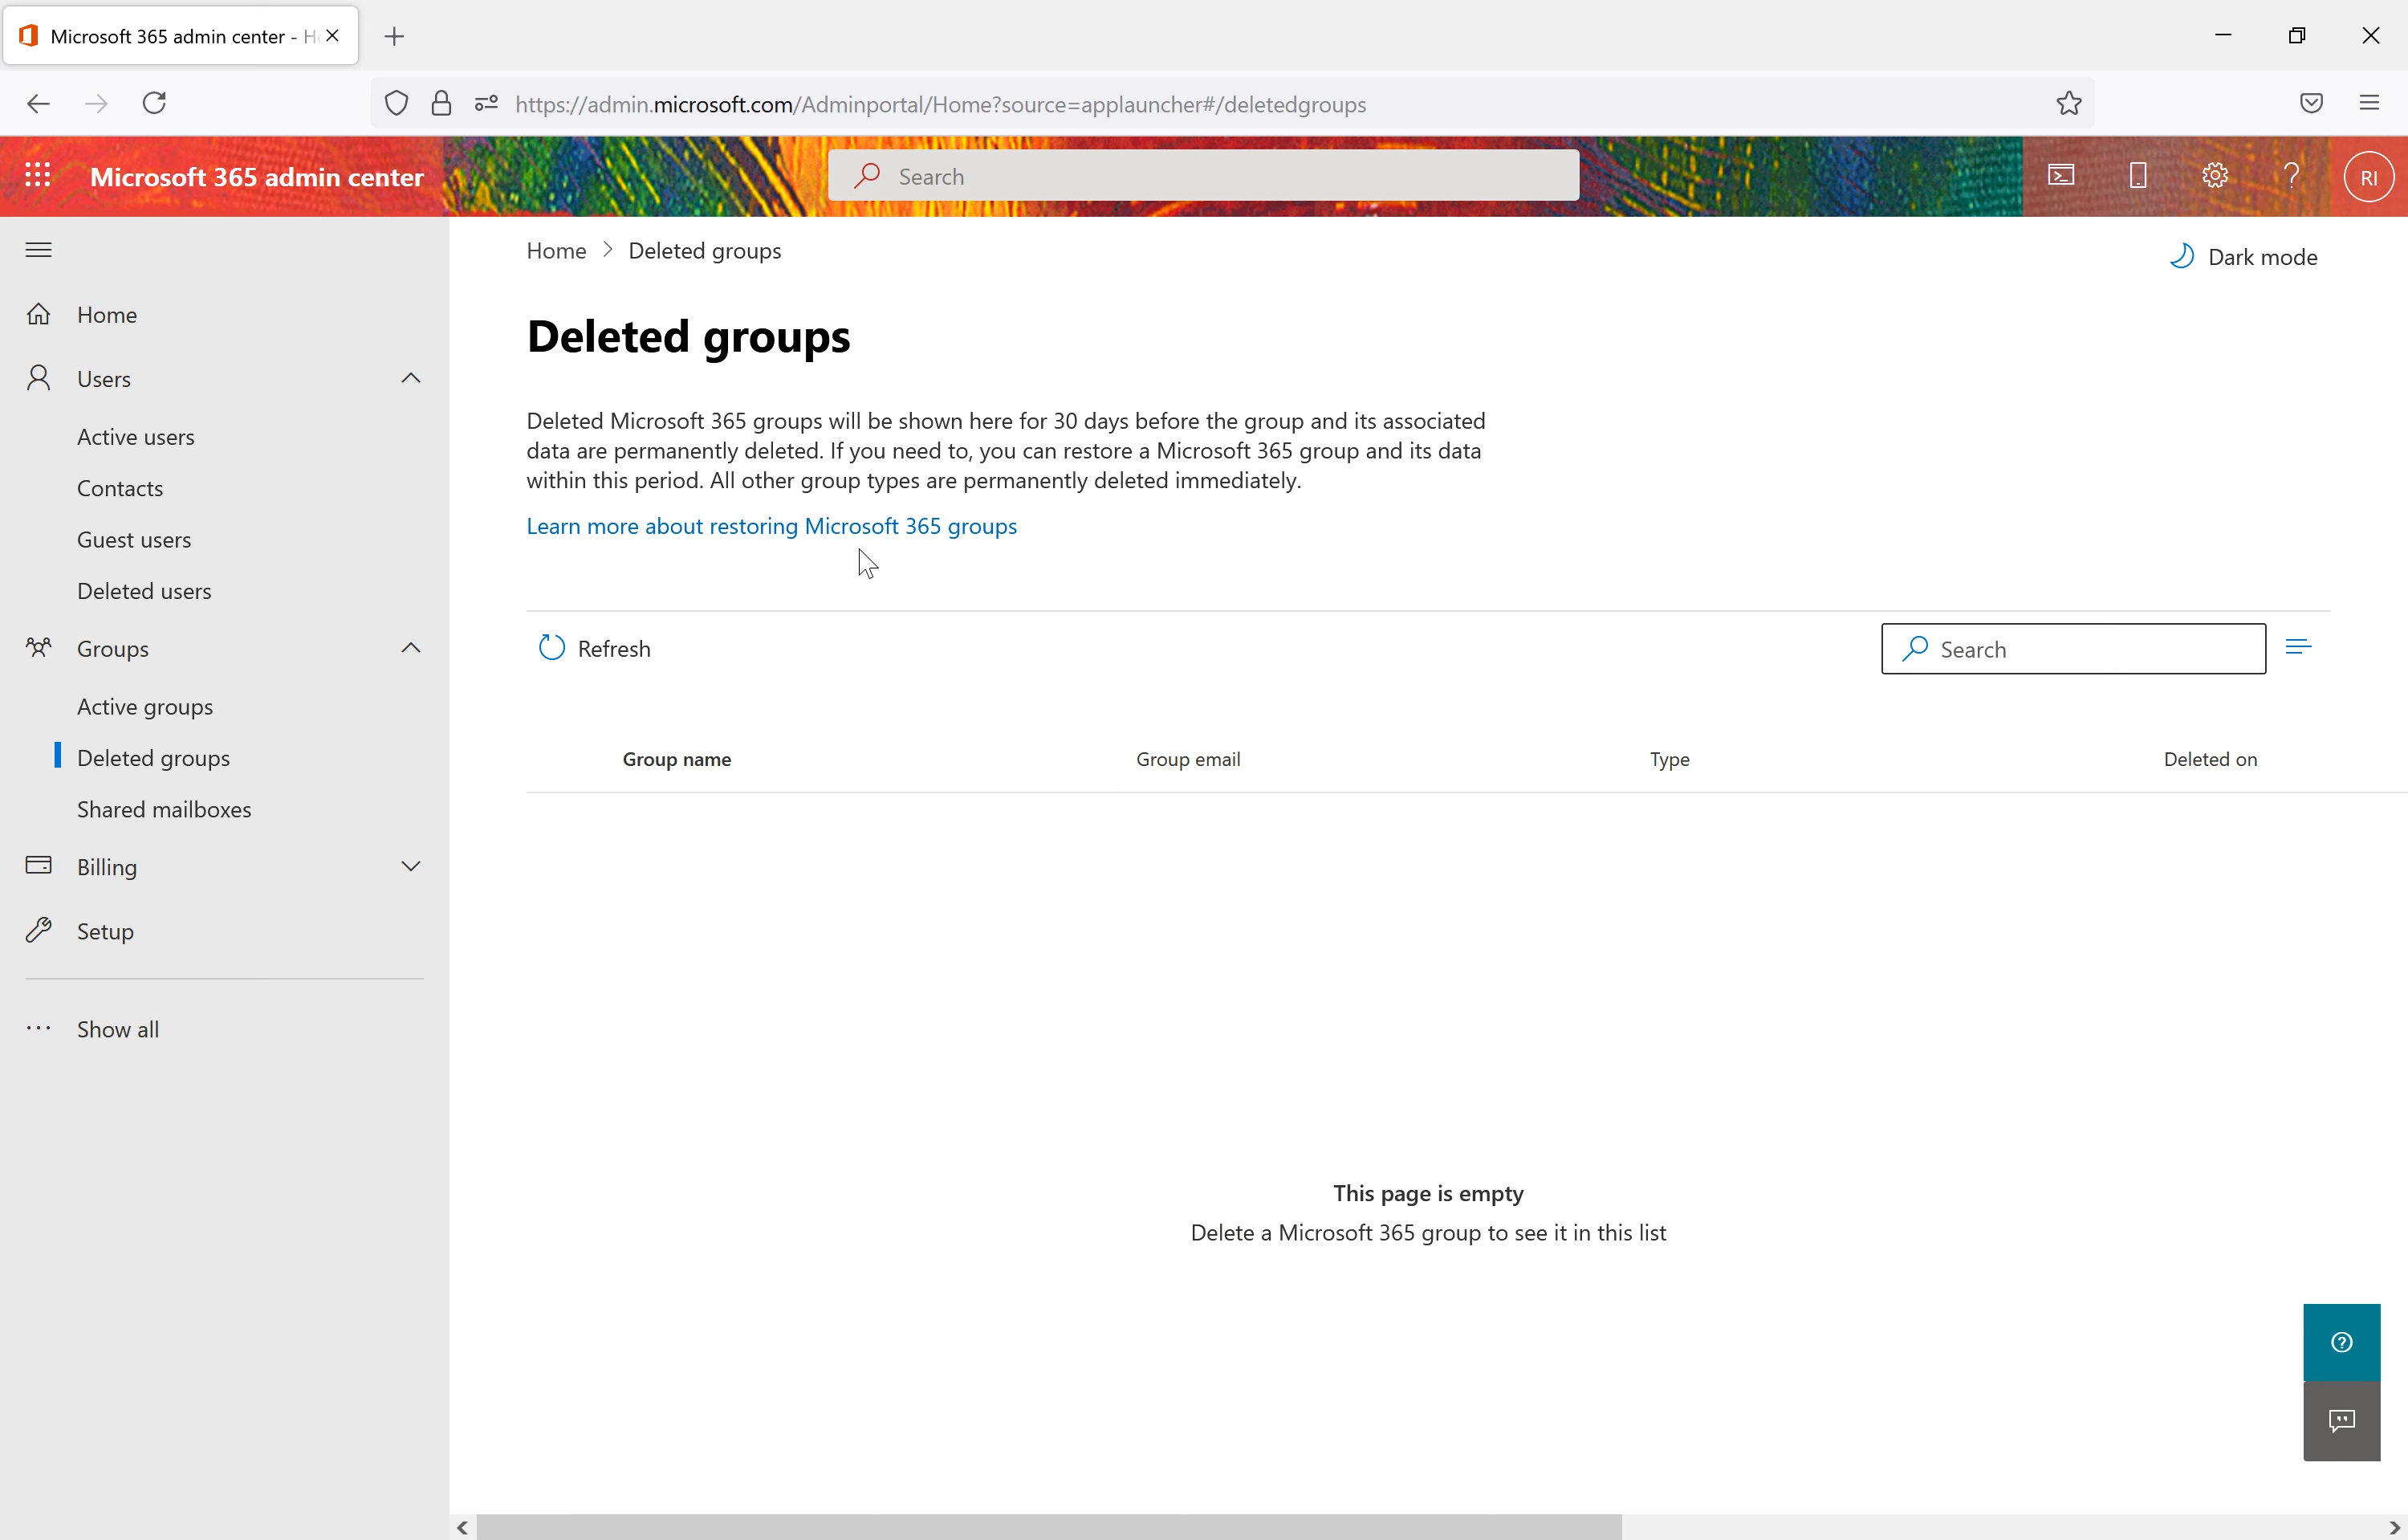 Microsoft 365 admin center - H
https://admin.microsoft.com/Adminportal/Home?source=applauncher#/deletedgroups
Microsoft 365 admin center
Search
RI
Home
Users
Active users
Contacts
Guest users
Deleted users
Groups
Active groups
Deleted groups
Shared mailboxes
Billing
Setup
Show all
Home > Deleted groups
Dark mode
Deleted groups
Deleted Microsoft 365 groups will be shown here for 30 days before the group and its associated
data are permanently deleted. If you need to, you can restore a Microsoft 365 group and its data
within this period. All other group types are permanently deleted immediately.
Learn more about restoring Microsoft 365 groups
Refresh
Search
Group name Group email Type Deleted on
This page is empty
Delete a Microsoft 365 group to see it in this list